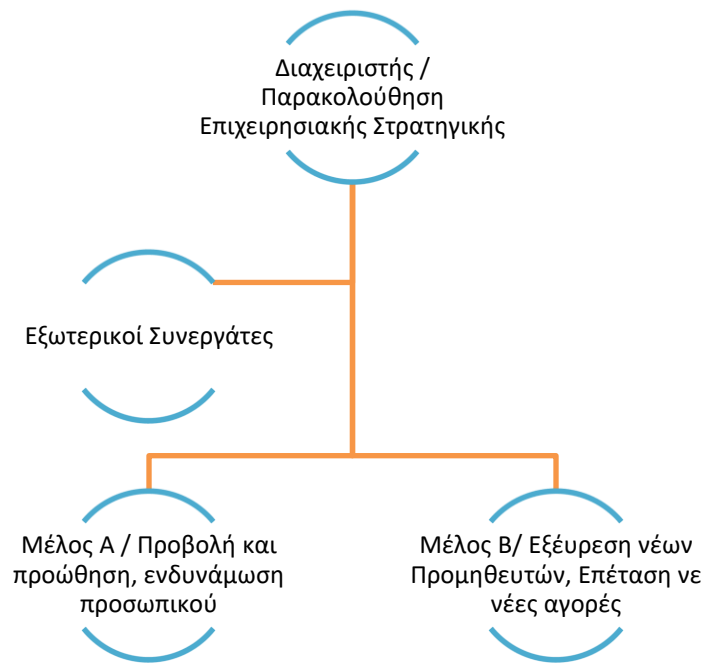 Διαχειριστής /
Παρακολούθηση
Επιχειρησιακής Στρατηγικής
Εξωτερικοί Συνεργάτες
Μέλος Α / Προβολή και
προώθηση, ενδυνάμωση
προσωπικού
Μέλος Β/ Εξέυρεση νέων
Προμηθευτών, Επέταση νε
νέες αγορές